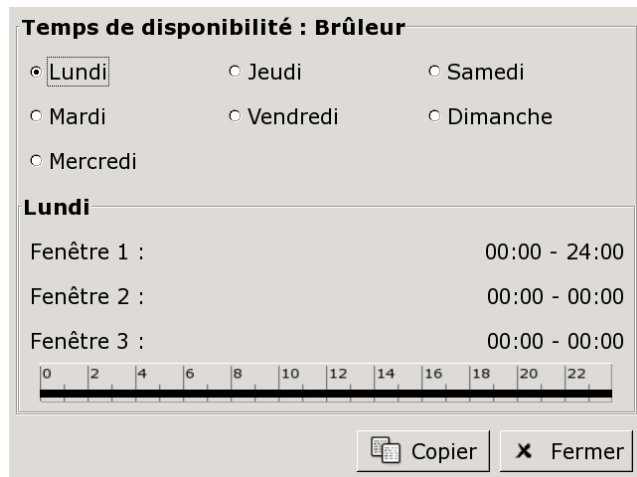 Temps de disponibilité : Brûleur
Lundi Jeudi Samedi
Mardi Vendredi Dimanche
Mercredi
Lundi
Fenêtre 1 : 00:00 - 24:00
Fenêtre 2 : 00:00 - 00:00
Fenêtre 3 : 00:00 - 00:00
0 2 4 6 8 10 12 14 16 18 20 22
Copier Fermer